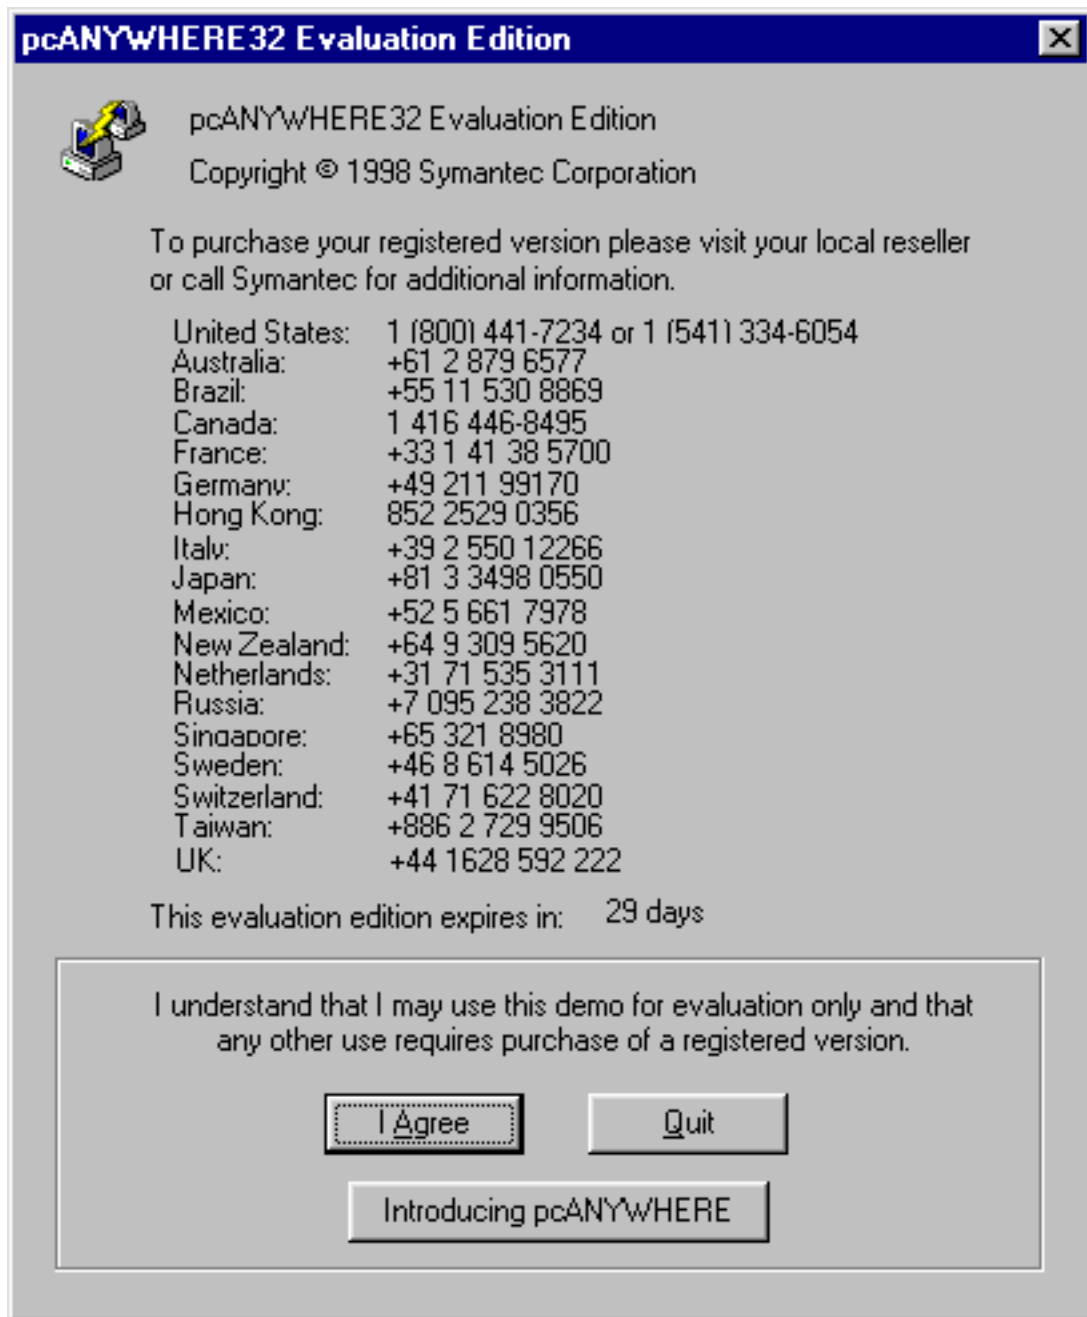 pcANYWHERE32 Evaluation Edition
pcANYWHERE32 Evaluation Edition
Copyright © 1998 Symantec Corporation
To purchase your registered version please visit your local reseller
or call Symantec for additional information.
United States: 1 (800) 441-7234 or 1 (541) 334-6054
Australia: +61 2 879 6577
Brazil: +55 11 530 8869
Canada: 1 416 446-8495
France: +33 1 41 38 5700
Germany: +49 211 99170
Hong Kong: 852 2529 0356
Italy: +39 2 550 12266
Japan: +81 3 3498 0550
Mexico: +52 5 661 7978
New Zealand: +64 9 309 5620
Netherlands: +31 71 535 3111
Russia: +7 095 238 3822
Singapore: +65 321 8980
Sweden: +46 8 614 5026
Switzerland: +41 71 622 8020
Taiwan: +886 2 729 9506
UK: +44 1628 592 222
This evaluation edition expires in: 29 days
I understand that I may use this demo for evaluation only and that
any other use requires purchase of a registered version.
I Agree Quit
Introducing pcANYWHERE